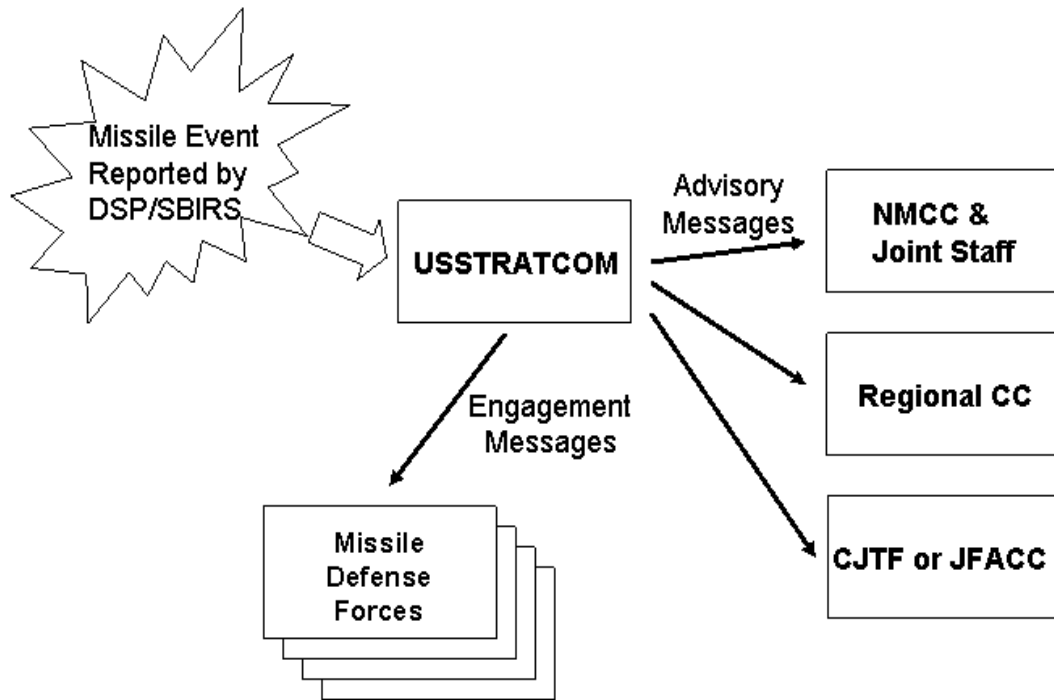 Missile Event
Reported by
DSP/SBIRS
USSTRATCOM
Advisory
Messages
NMCC &
Joint Staff
Regional CC
CJTF or JFACC
Engagement
Messages
Missile
Defense
Forces